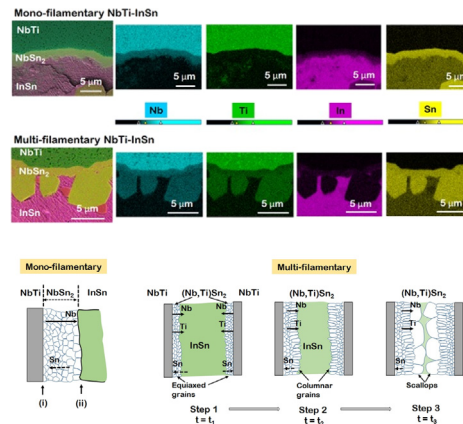 Mono-filamentary NbTi-InSn
NbTi
NbSn2
InSn
5 µm
5 µm
5 µm
5 µm
5 µm
Nb
Ti
In
Sn
Multi-filamentary NbTi-InSn
NbTi
NbSn2
InSn
5 µm
5 µm
5 µm
5 µm
5 µm
Mono-filamentary
Multi-filamentary
NbTi NbSn2 InSn
Nb
Sn
(i) (ii)
NbTi (Nb,Ti)Sn2 NbTi
Nb Nb
Ti Ti
InSn
Sn Sn
Equiaxed grains
Step 1
t = t1
(Nb,Ti)Sn2
Nb
Ti
InSn
Sn
Columnar grains
Step 2
(Nb,Ti)Sn2
Nb
Ti
Sn
Scallops
Step 3
t = t3